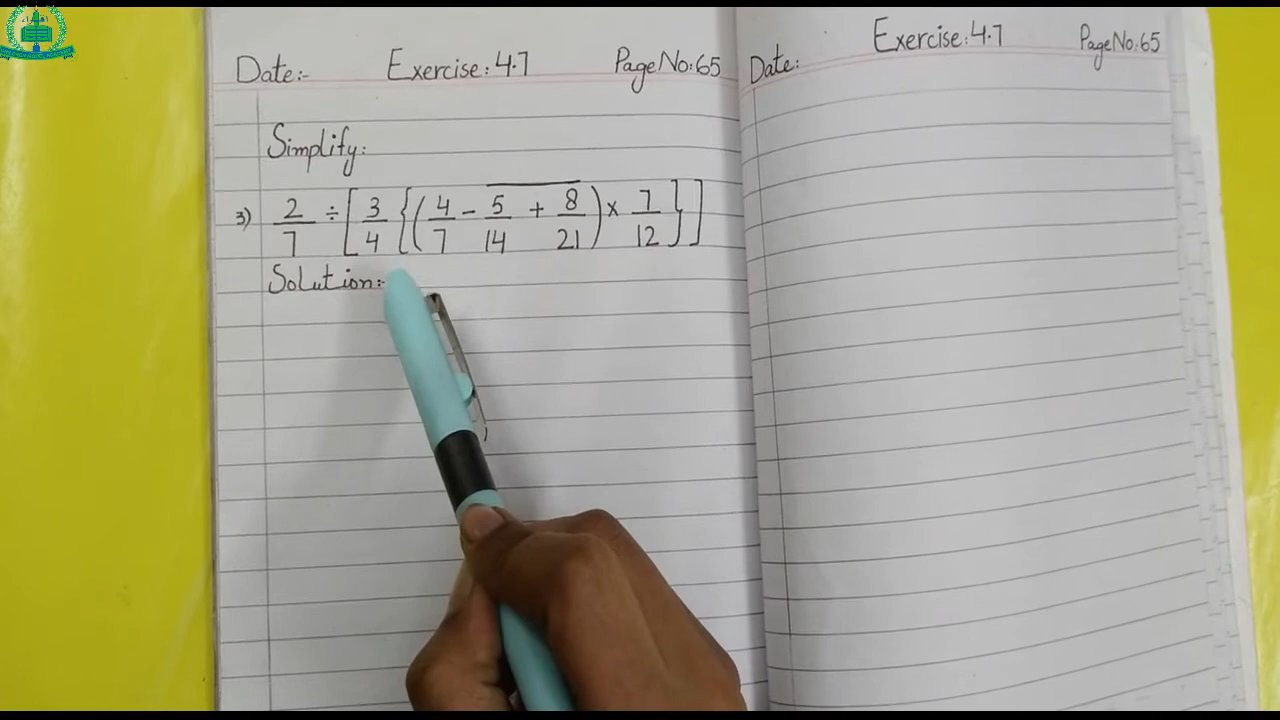 Date:- Exercise: 4.7 Page No: 65
Simplify:
3) 2/7 ÷ [3/4 {(4/7 - 5/14 + 8/21) × 7/12}]
Solution:-
Exercise: 4.7 Page No: 65
Date: